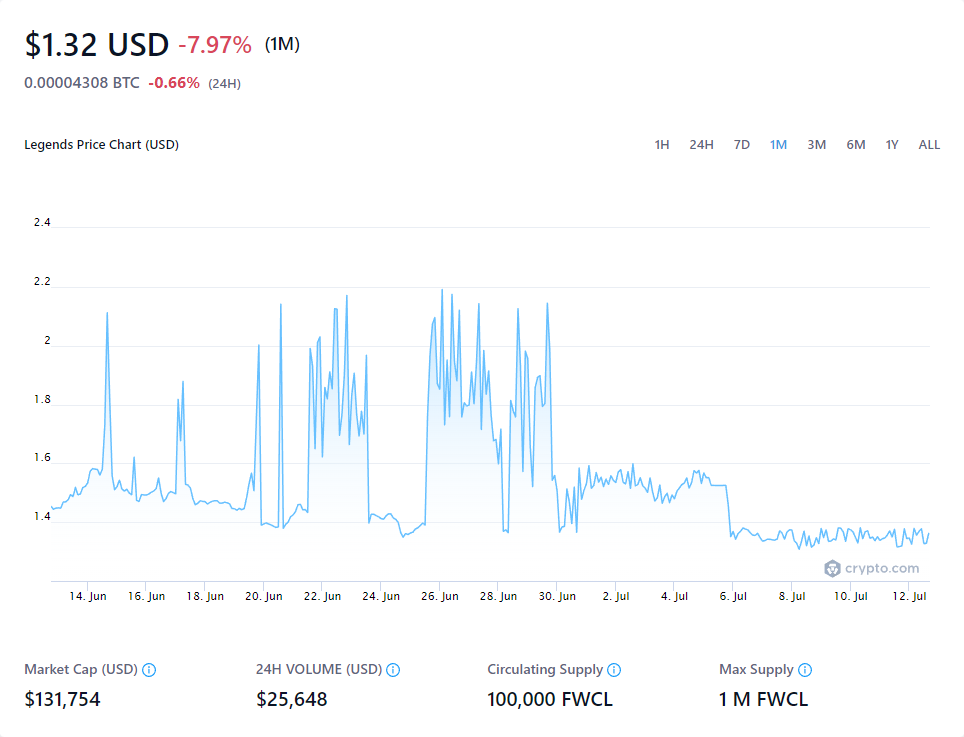 $1.32 USD -7.97% (1M)
0.00004308 BTC -0.66% (24H)
Legends Price Chart (USD)
1H 24H 7D 1M 3M 6M 1Y ALL
2.4
2.2
2
1.8
1.6
1.4
crypto.com
14. Jun 16. Jun 18. Jun 20. Jun 22. Jun 24. Jun 26. Jun 28. Jun 30. Jun 2. Jul 4. Jul 6. Jul 8. Jul 10. Jul 12. Jul
Market Cap (USD) 24H VOLUME (USD) Circulating Supply Max Supply
$131,754 $25,648 100,000 FWCL 1 M FWCL